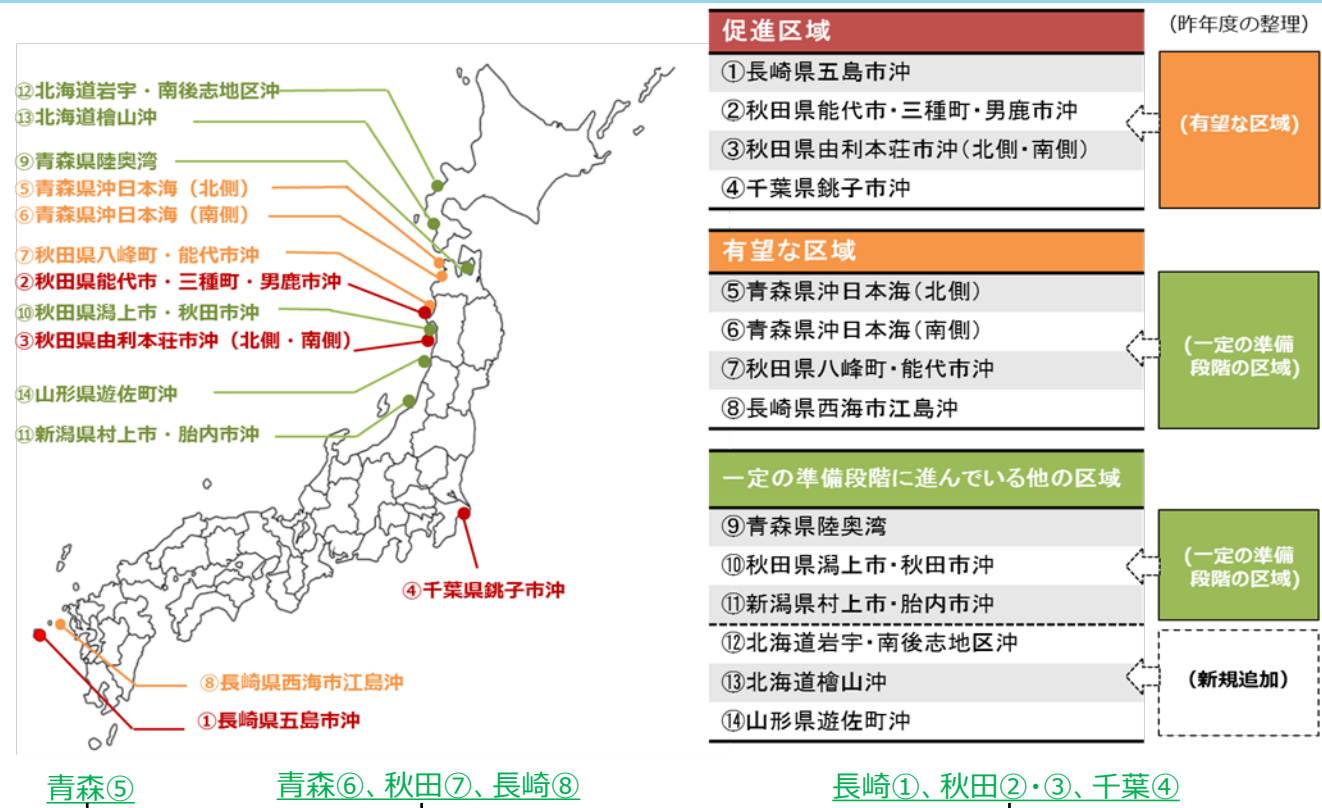 ⑫北海道岩宇・南後志地区沖
⑬北海道檜山沖
⑨青森県陸奥湾
⑤青森県沖日本海（北側）
⑥青森県沖日本海（南側）
⑦秋田県八峰町・能代市沖
②秋田県能代市・三種町・男鹿市沖
⑩秋田県潟上市・秋田市沖
③秋田県由利本荘市沖（北側・南側）
⑭山形県遊佐町沖
⑪新潟県村上市・胎内市沖
④千葉県銚子市沖
⑧長崎県西海市江島沖
①長崎県五島市沖
促進区域
①長崎県五島市沖
②秋田県能代市・三種町・男鹿市沖
③秋田県由利本荘市沖（北側・南側）
④千葉県銚子市沖
（昨年度の整理）
(有望な区域)
有望な区域
⑤青森県沖日本海（北側）
⑥青森県沖日本海（南側）
⑦秋田県八峰町・能代市沖
⑧長崎県西海市江島沖
(一定の準備
段階の区域)
一定の準備段階に進んでいる他の区域
⑨青森県陸奥湾
⑩秋田県潟上市・秋田市沖
⑪新潟県村上市・胎内市沖
⑫北海道岩宇・南後志地区沖
⑬北海道檜山沖
⑭山形県遊佐町沖
(一定の準備
段階の区域)
(新規追加)
青森⑤
青森⑥、秋田⑦、長崎⑧
長崎①、秋田②・③、千葉④